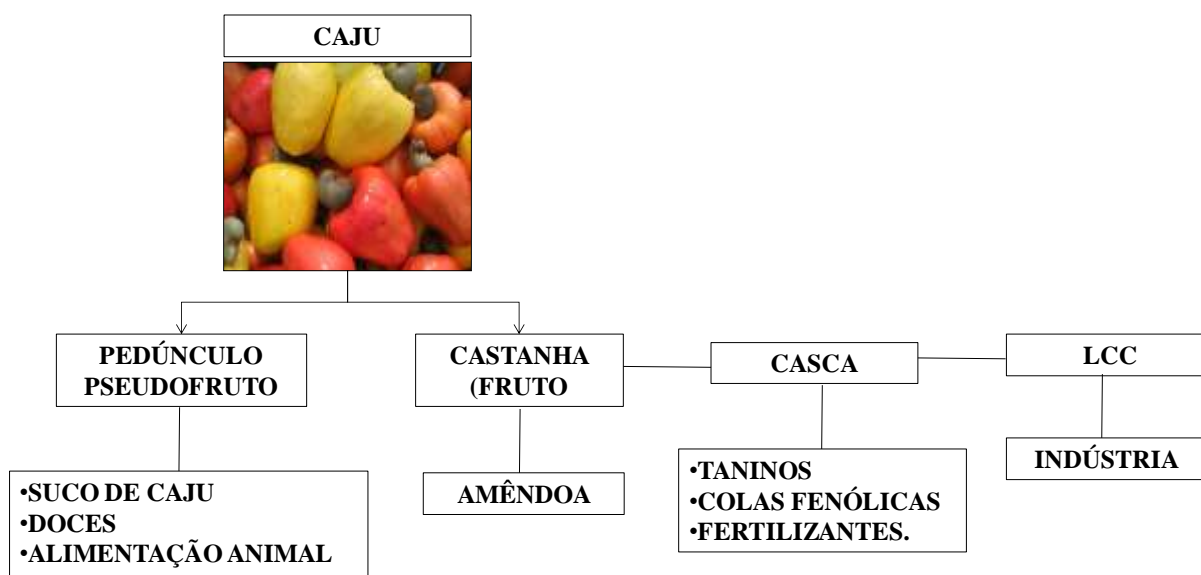 CAJU
PEDÚNCULO
PSEUDOFRUTO
CASTANHA
(FRUTO
CASCA
LCC
•SUCO DE CAJU
•DOCES
•ALIMENTAÇÃO ANIMAL
AMÊNDOA
•TANINOS
•COLAS FENÓLICAS
•FERTILIZANTES.
INDÚSTRIA